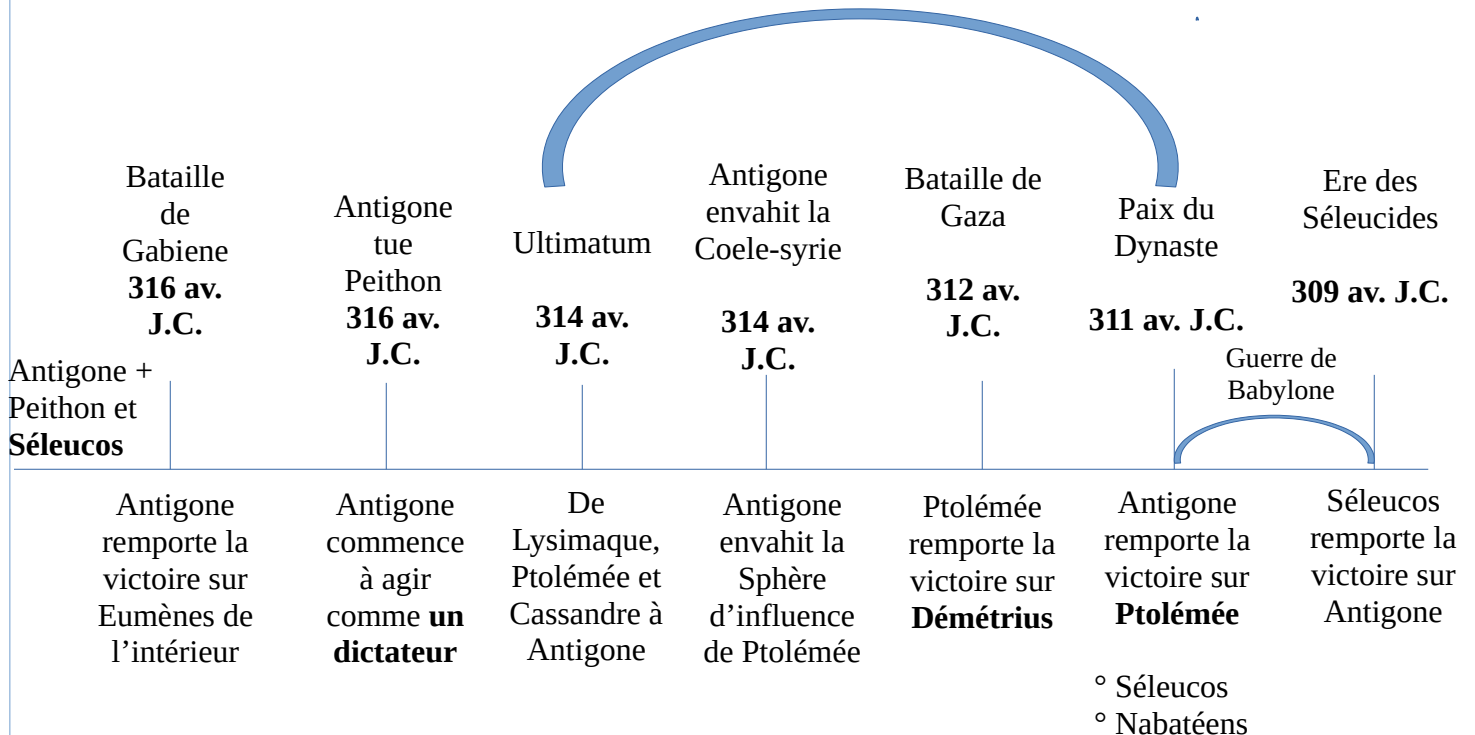 Bataille
de
Gabiene
316 av.
J.C.
Antigone
tue
Peithon
316 av.
J.C.
Ultimatum
314 av.
J.C.
Antigone
envahit la
Coele-syrie
314 av.
J.C.
Bataille de
Gaza
312 av.
J.C.
Paix du
Dynaste
311 av. J.C.
Ere des
Séleucides
309 av. J.C.
Guerre de
Babylone
Antigone +
Peithon et
Séleucos
Antigone
remporte la
victoire sur
Eumènes de
l’intérieur
Antigone
commence
à agir
comme un
dictateur
De
Lysimaque,
Ptolémée et
Cassandre à
Antigone
Antigone
envahit la
Sphère
d’influence
de Ptolémée
Ptolémée
remporte la
victoire sur
Démétrius
Antigone
remporte la
victoire sur
Ptolémée
° Séleucos
° Nabatéens
Séleucos
remporte la
victoire sur
Antigone